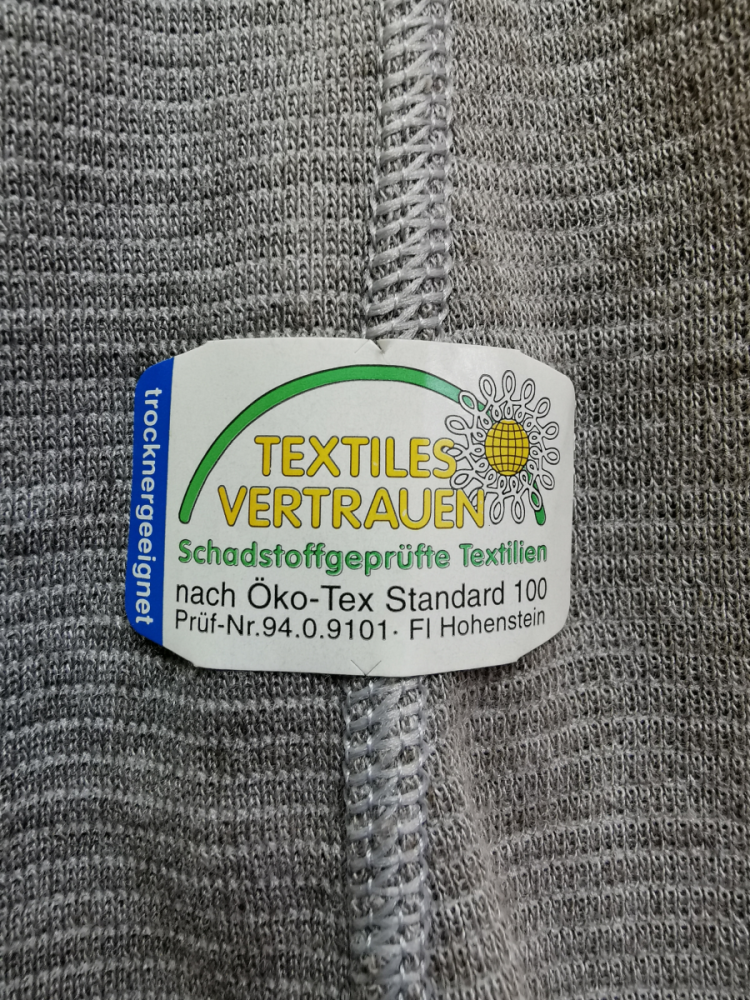 trocknergeeignet
TEXTILES
VERTRAUEN
Schadstoffgeprüfte Textilien
nach Öko-Tex Standard 100
Prüf-Nr.94.0.9101· FI Hohenstein